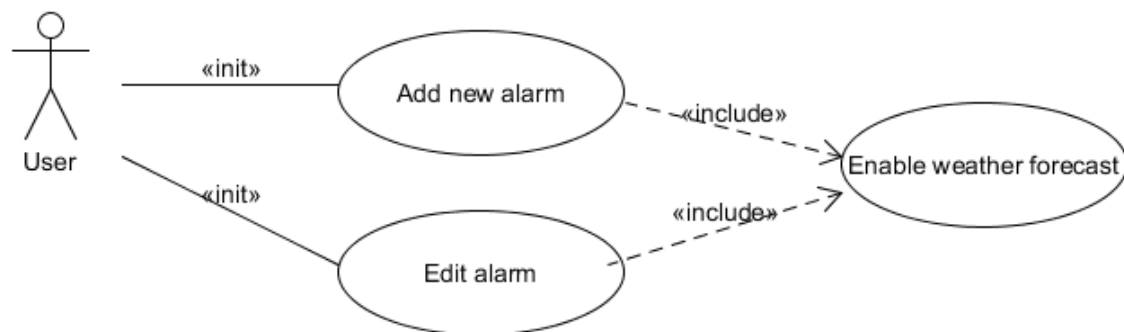 «init»
Add new alarm
«include»
User
Enable weather forecast
«init»
«include»
Edit alarm